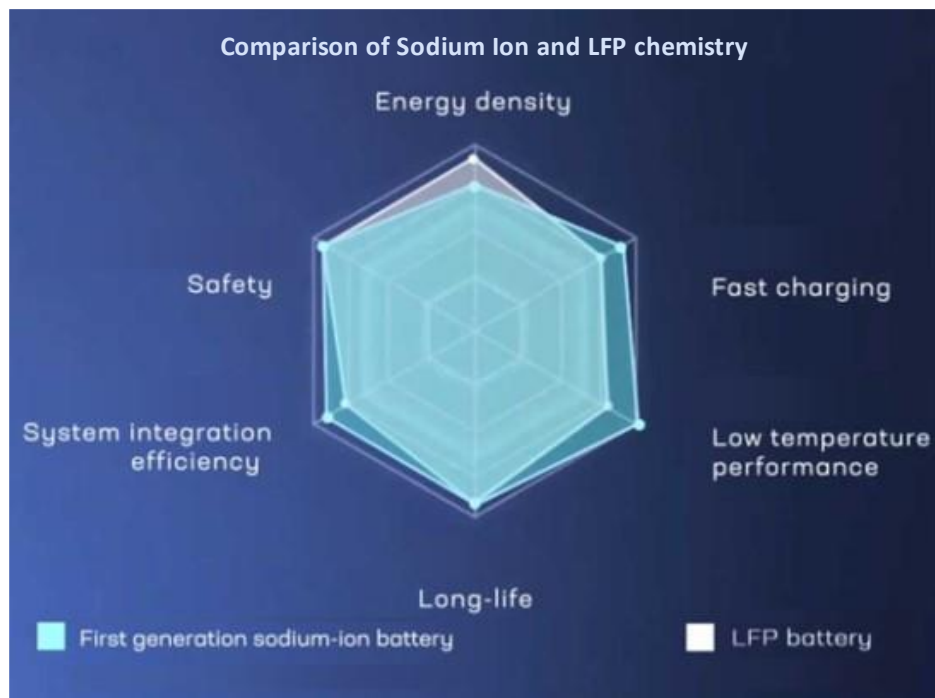 Comparison of Sodium Ion and LFP chemistry
Energy density
Safety
Fast charging
System integration
efficiency
Low temperature
performance
Long-life
First generation sodium-ion battery
LFP battery